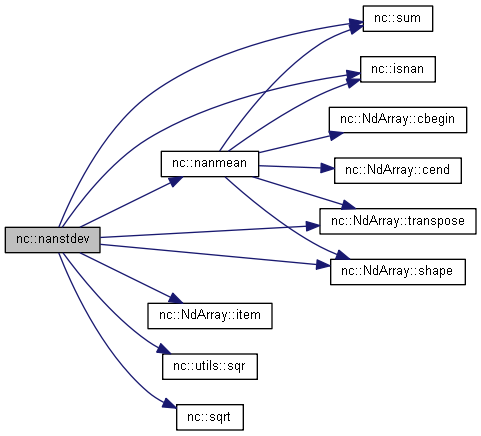 nc::sum
nc::isnan
nc::NdArray::cbegin
nc::nanmean
nc::NdArray::cend
nc::NdArray::transpose
nc::nanstdev
nc::NdArray::shape
nc::NdArray::item
nc::utils::sqr
nc::sqrt